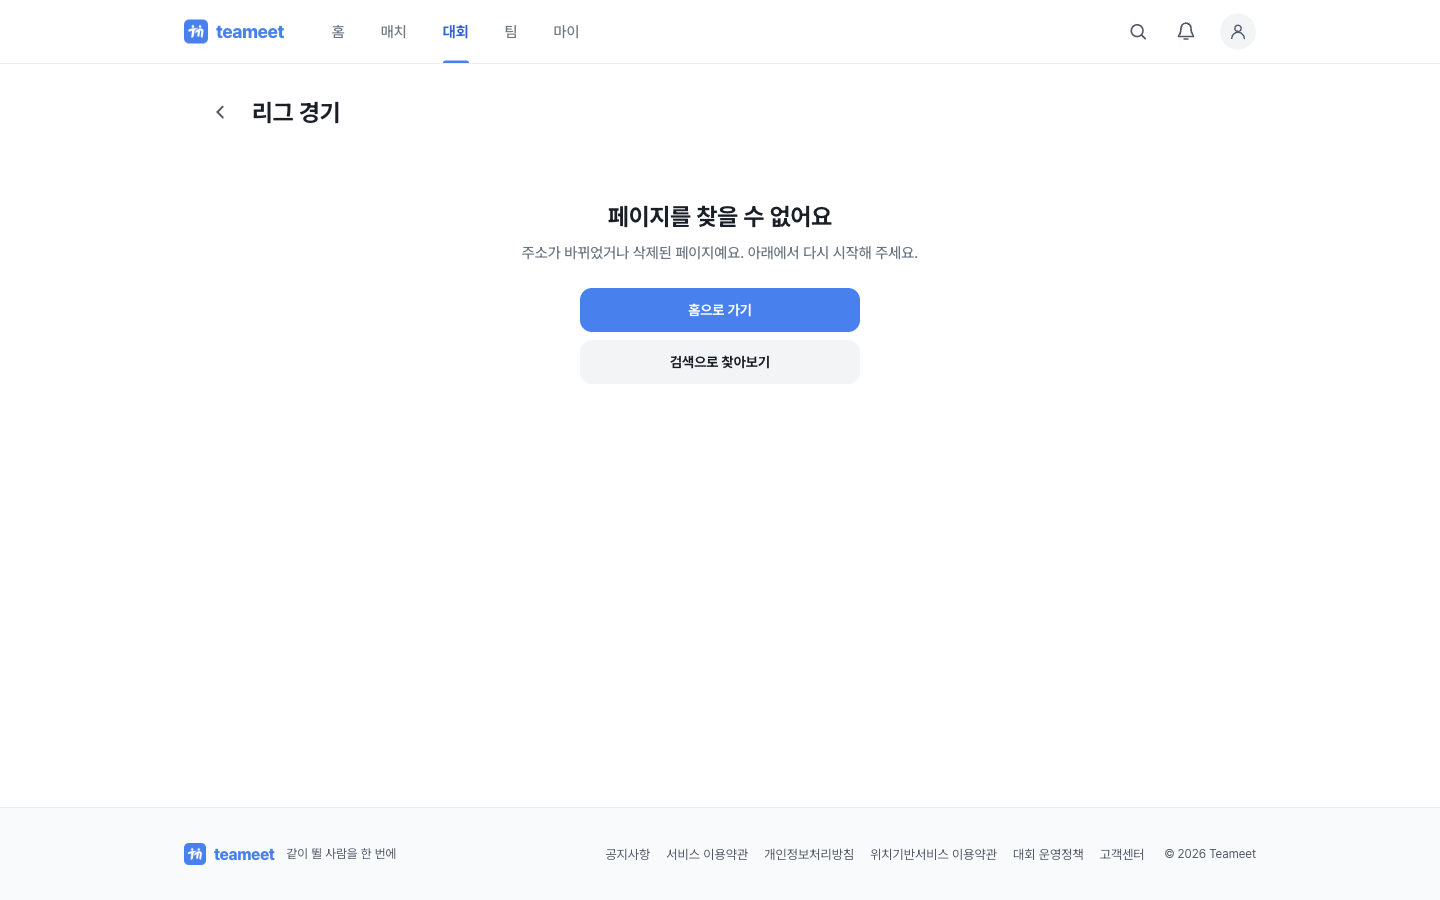 teameet 홈 매치 대회 팀 마이
리그 경기
페이지를 찾을 수 없어요
주소가 바뀌었거나 삭제된 페이지예요. 아래에서 다시 시작해 주세요.
홈으로 가기
검색으로 찾아보기
teameet 같이 뛸 사람을 한 번에 공지사항 서비스 이용약관 개인정보처리방침 위치기반서비스 이용약관 대회 운영정책 고객센터 © 2026 Teameet